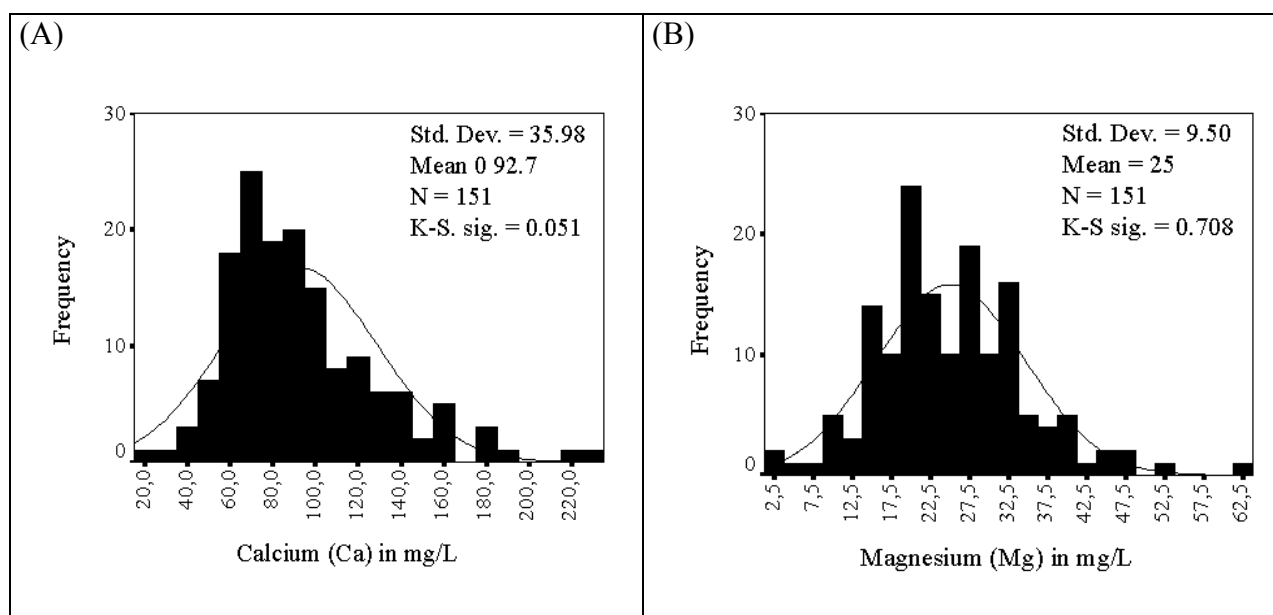 (A)
30
20
10
0
Frequency
Std. Dev. = 35.98
Mean 0 92.7
N = 151
K-S. sig. = 0.051
20,0
40,0
60,0
80,0
100,0
120,0
140,0
160,0
180,0
200,0
220,0
Calcium (Ca) in mg/L
(B)
30
20
10
0
Frequency
Std. Dev. = 9.50
Mean = 25
N = 151
K-S sig. = 0.708
2,5
7,5
12,5
17,5
22,5
27,5
32,5
37,5
42,5
47,5
52,5
57,5
62,5
Magnesium (Mg) in mg/L